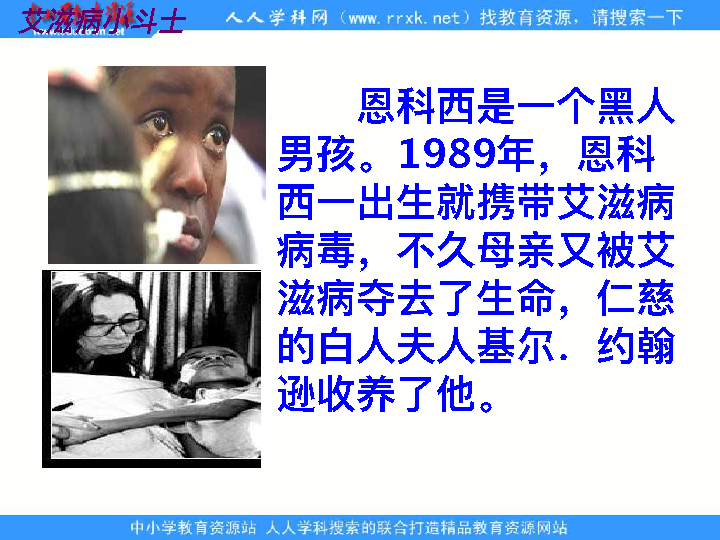 艾滋病小斗士
人人学科网（www.rrxk.net）找教育资源，请搜索一下
恩科西是一个黑人
男孩。1989年，恩科
西一出生就携带艾滋病
病毒，不久母亲又被艾
滋病夺去了生命，仁慈
的白人夫人基尔．约翰
逊收养了他。
中小学教育资源站 人人学科搜索的联合打造精品教育资源网站